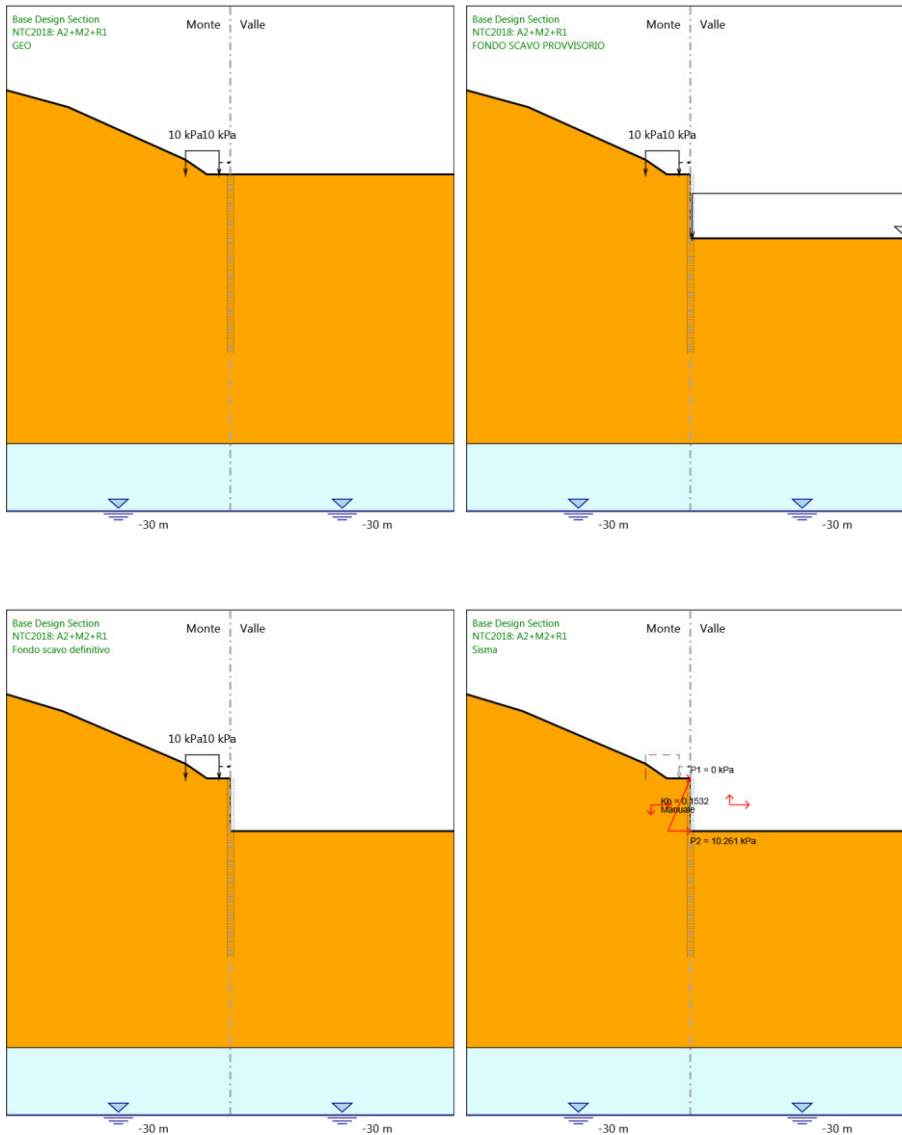 Base Design Section
NTC2018: A2+M2+R1
GEO
Monte Valle
10 kPa10 kPa
-30 m -30 m
Base Design Section
NTC2018: A2+M2+R1
FONDO SCAVO PROVVISORIO
Monte Valle
10 kPa10 kPa
-30 m -30 m
Base Design Section
NTC2018: A2+M2+R1
Fondo scavo definitivo
Monte Valle
10 kPa10 kPa
-30 m -30 m
Base Design Section
NTC2018: A2+M2+R1
Sisma
Monte Valle
P1 = 0 kPa
Kh = 0.1532
Manuale
P2 = 10.261 kPa
-30 m -30 m